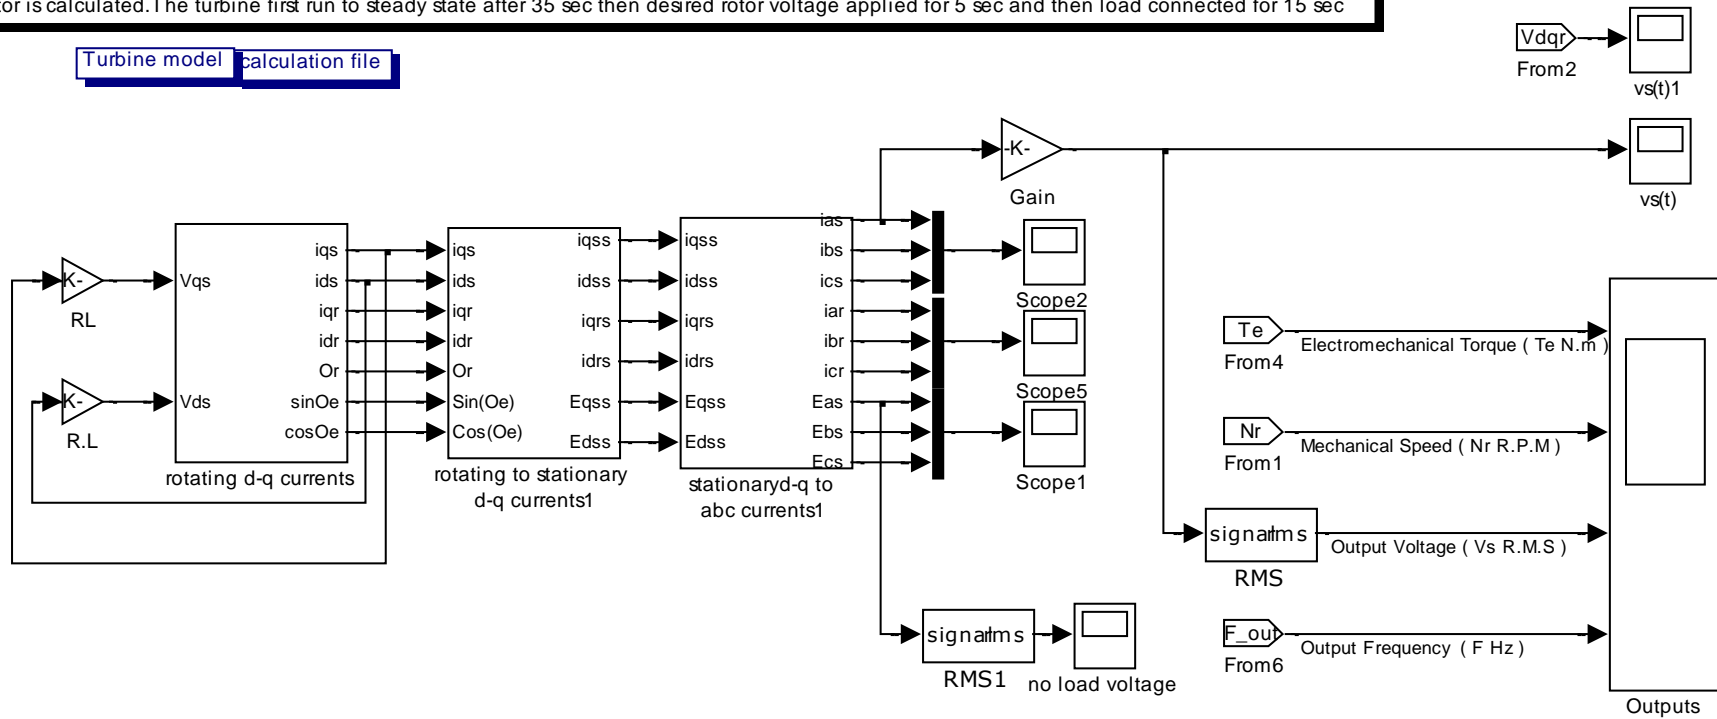 tor is calculated.The turbine first run to steady state after 35 sec then desired rotor voltage applied for 5 sec and then load connected for 15 sec
Turbine model
calculation file
Vdqr
From2
vs(t)1
-K-
Gain
vs(t)
K-
RL
K-
R.L
Vqs
Vds
iqs
ids
iqr
idr
Or
sinOe
cosOe
rotating d-q currents
iqs
ids
iqr
idr
Or
Sin(Oe)
Cos(Oe)
iqss
idss
iqrs
idrs
Eqss
Edss
rotating to stationary
d-q currents1
iqss
idss
iqrs
idrs
Eqss
Edss
ias
ibs
ics
iar
ibr
icr
Eas
Ebs
Ecs
stationaryd-q to
abc currents1
Scope2
Scope5
Scope1
Te
From4
Electromechanical Torque ( Te N.m )
Nr
From1
Mechanical Speed ( Nr R.P.M )
signal rms
RMS
Output Voltage ( Vs R.M.S )
F_out
From6
Output Frequency ( F Hz )
signal rms
RMS1
no load voltage
Outputs